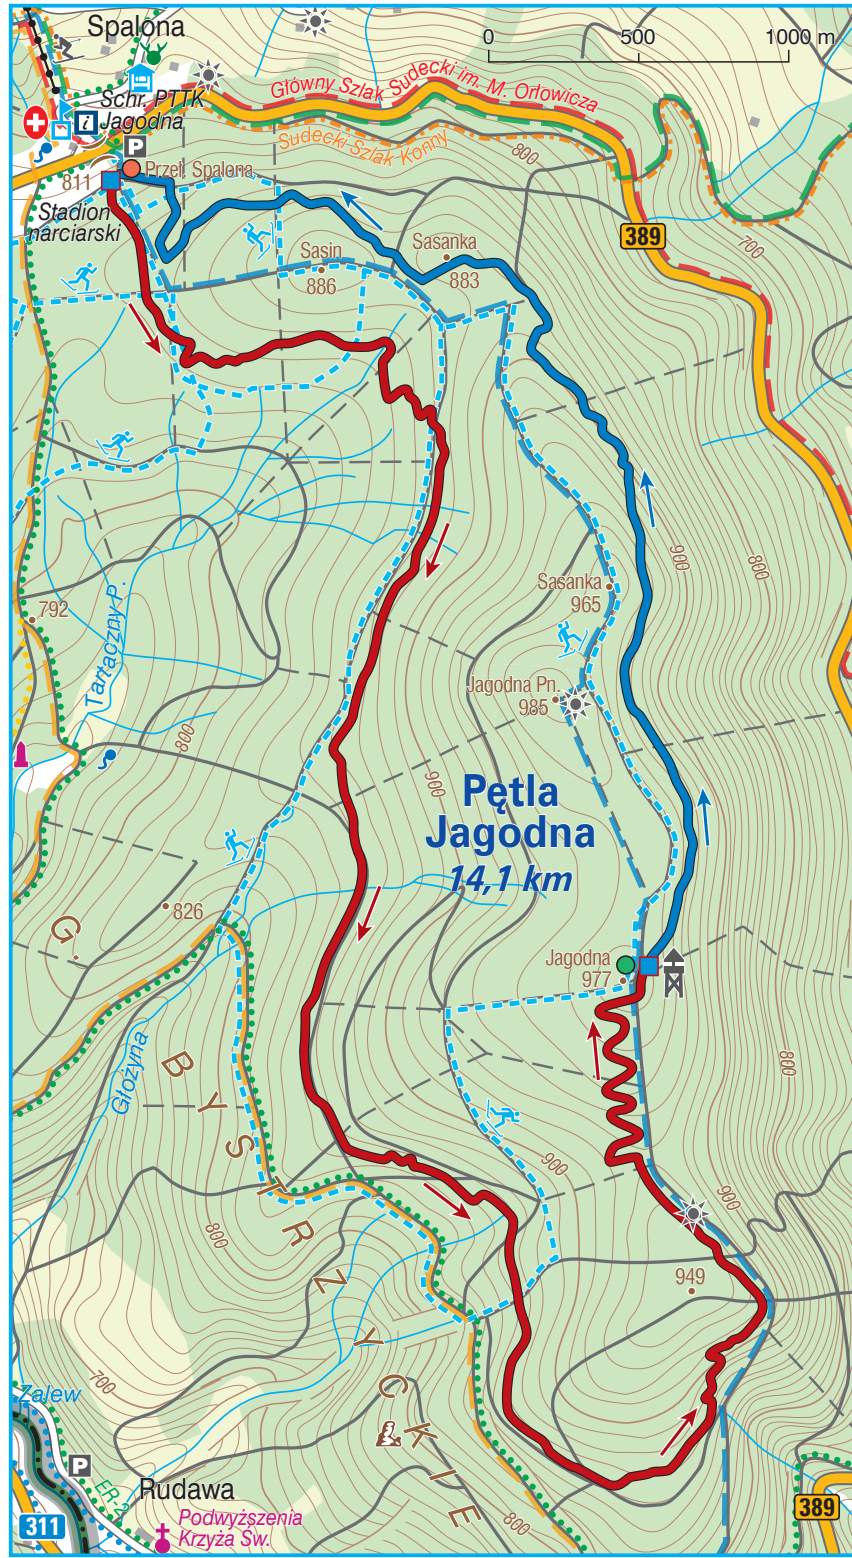 Spalona
0 500 1000 m
Główny Szlak Sudecki im. M. Orłowicza
Schr. PTTK
Jagodna
i
Sudecki Szlak Konny
800
P
Przeł. Spalona
811
Stadion
narciarski
389
700
Sasin
886
Sasanka
883
900
800
Sasanka
965
792
Tartaczny P.
Jagodna Pn.
985
800
900
Pętla
Jagodna
14,1 km
826
G.
Jagodna
977
Głożyna
800
BYSTRZYCKIE
900
900
800
949
700
Zalew
P
ER-2
Rudawa
Podwyższenia
Krzyża Św.
311
800
389